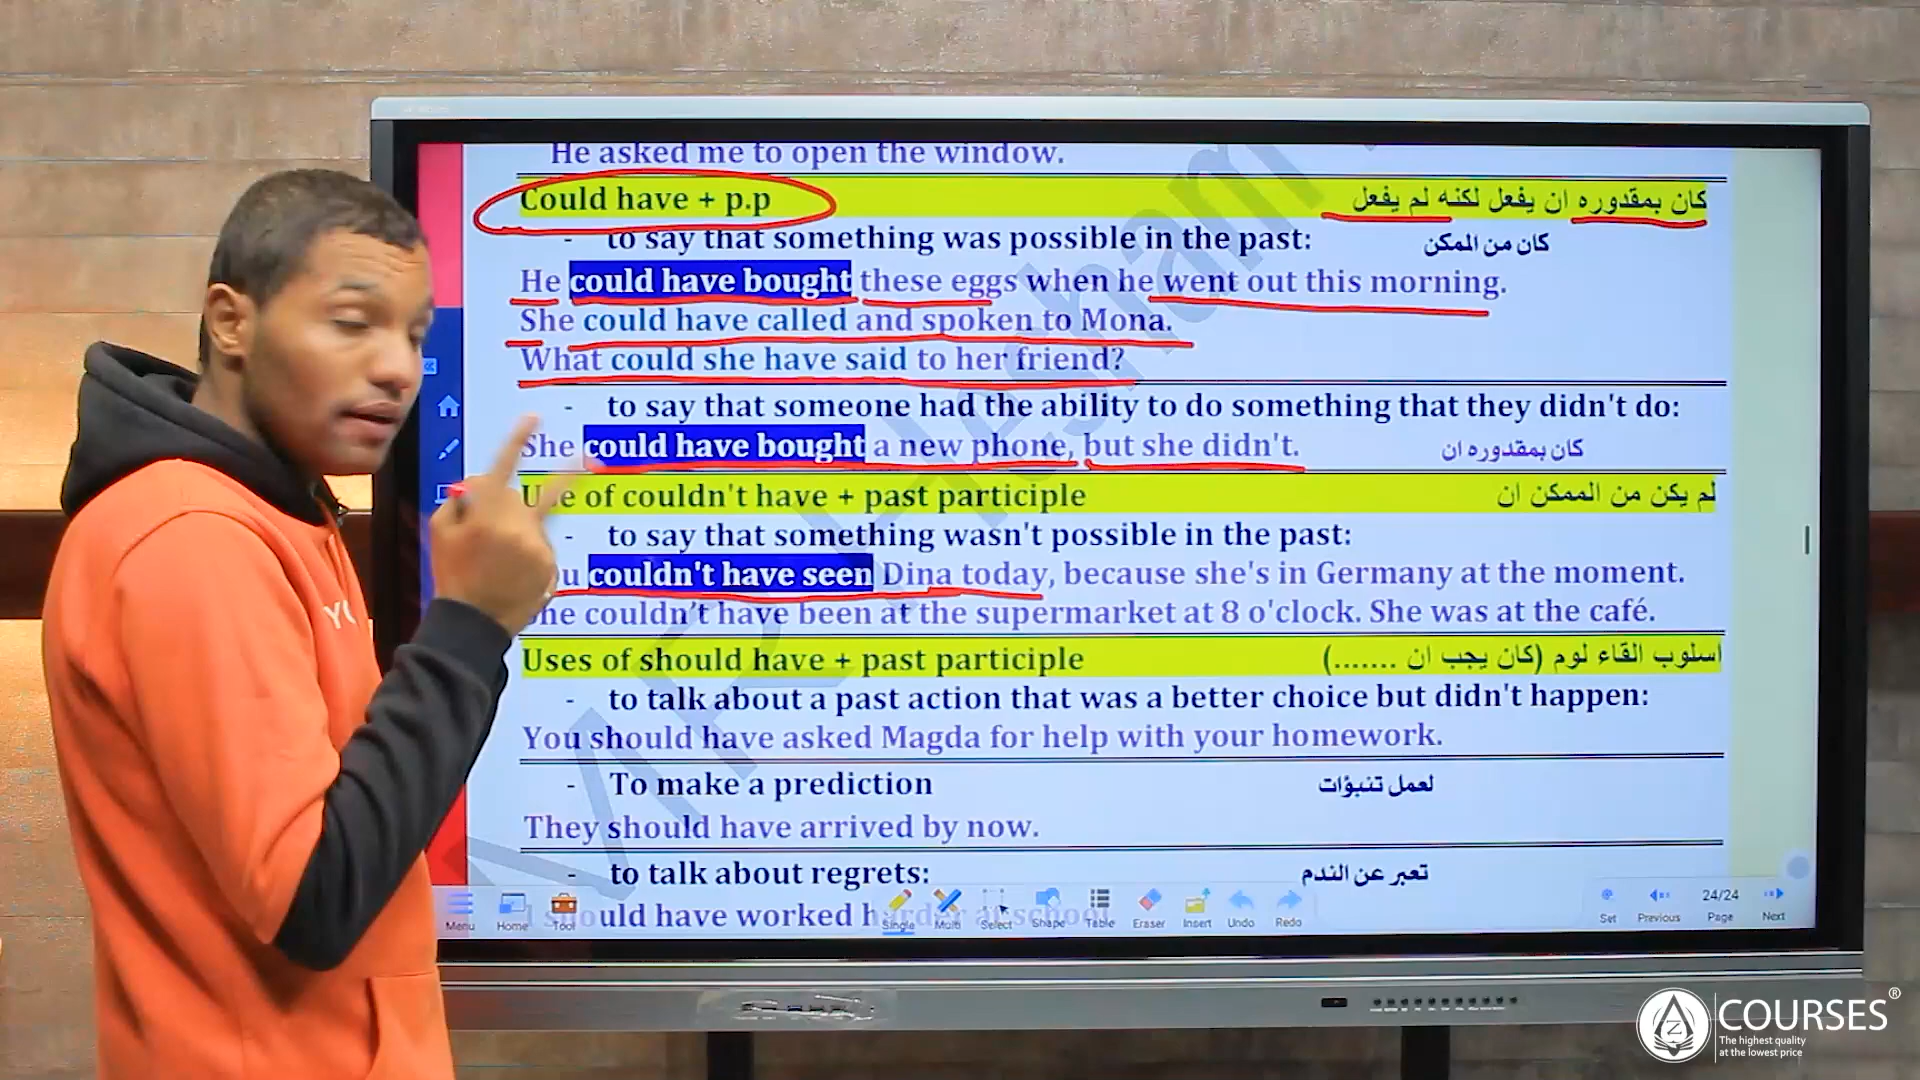 He asked me to open the window.
Could have + p.p كان بمقدوره ان يفعل لكنه لم يفعل
- to say that something was possible in the past: كان من الممكن
He could have bought these eggs when he went out this morning.
She could have called and spoken to Mona.
What could she have said to her friend?
- to say that someone had the ability to do something that they didn't do:
She could have bought a new phone, but she didn't. كان بمقدوره ان
Use of couldn't have + past participle لم يكن من الممكن ان
- to say that something wasn't possible in the past:
couldn't have seen Dina today, because she's in Germany at the moment.
She couldn't have been at the supermarket at 8 o'clock. She was at the café.
Uses of should have + past participle اسلوب القاء لوم (كان يجب ان .......)
- to talk about a past action that was a better choice but didn't happen:
You should have asked Magda for help with your homework.
- To make a prediction لعمل تنبؤات
They should have arrived by now.
- to talk about regrets: تعبر عن الندم
I should have worked harder at school
Menu Home Tool Single Multi Select Shape Table Eraser Insert Undo Redo Set Previous 24/24 Page Next
COURSES®
The highest quality
at the lowest price